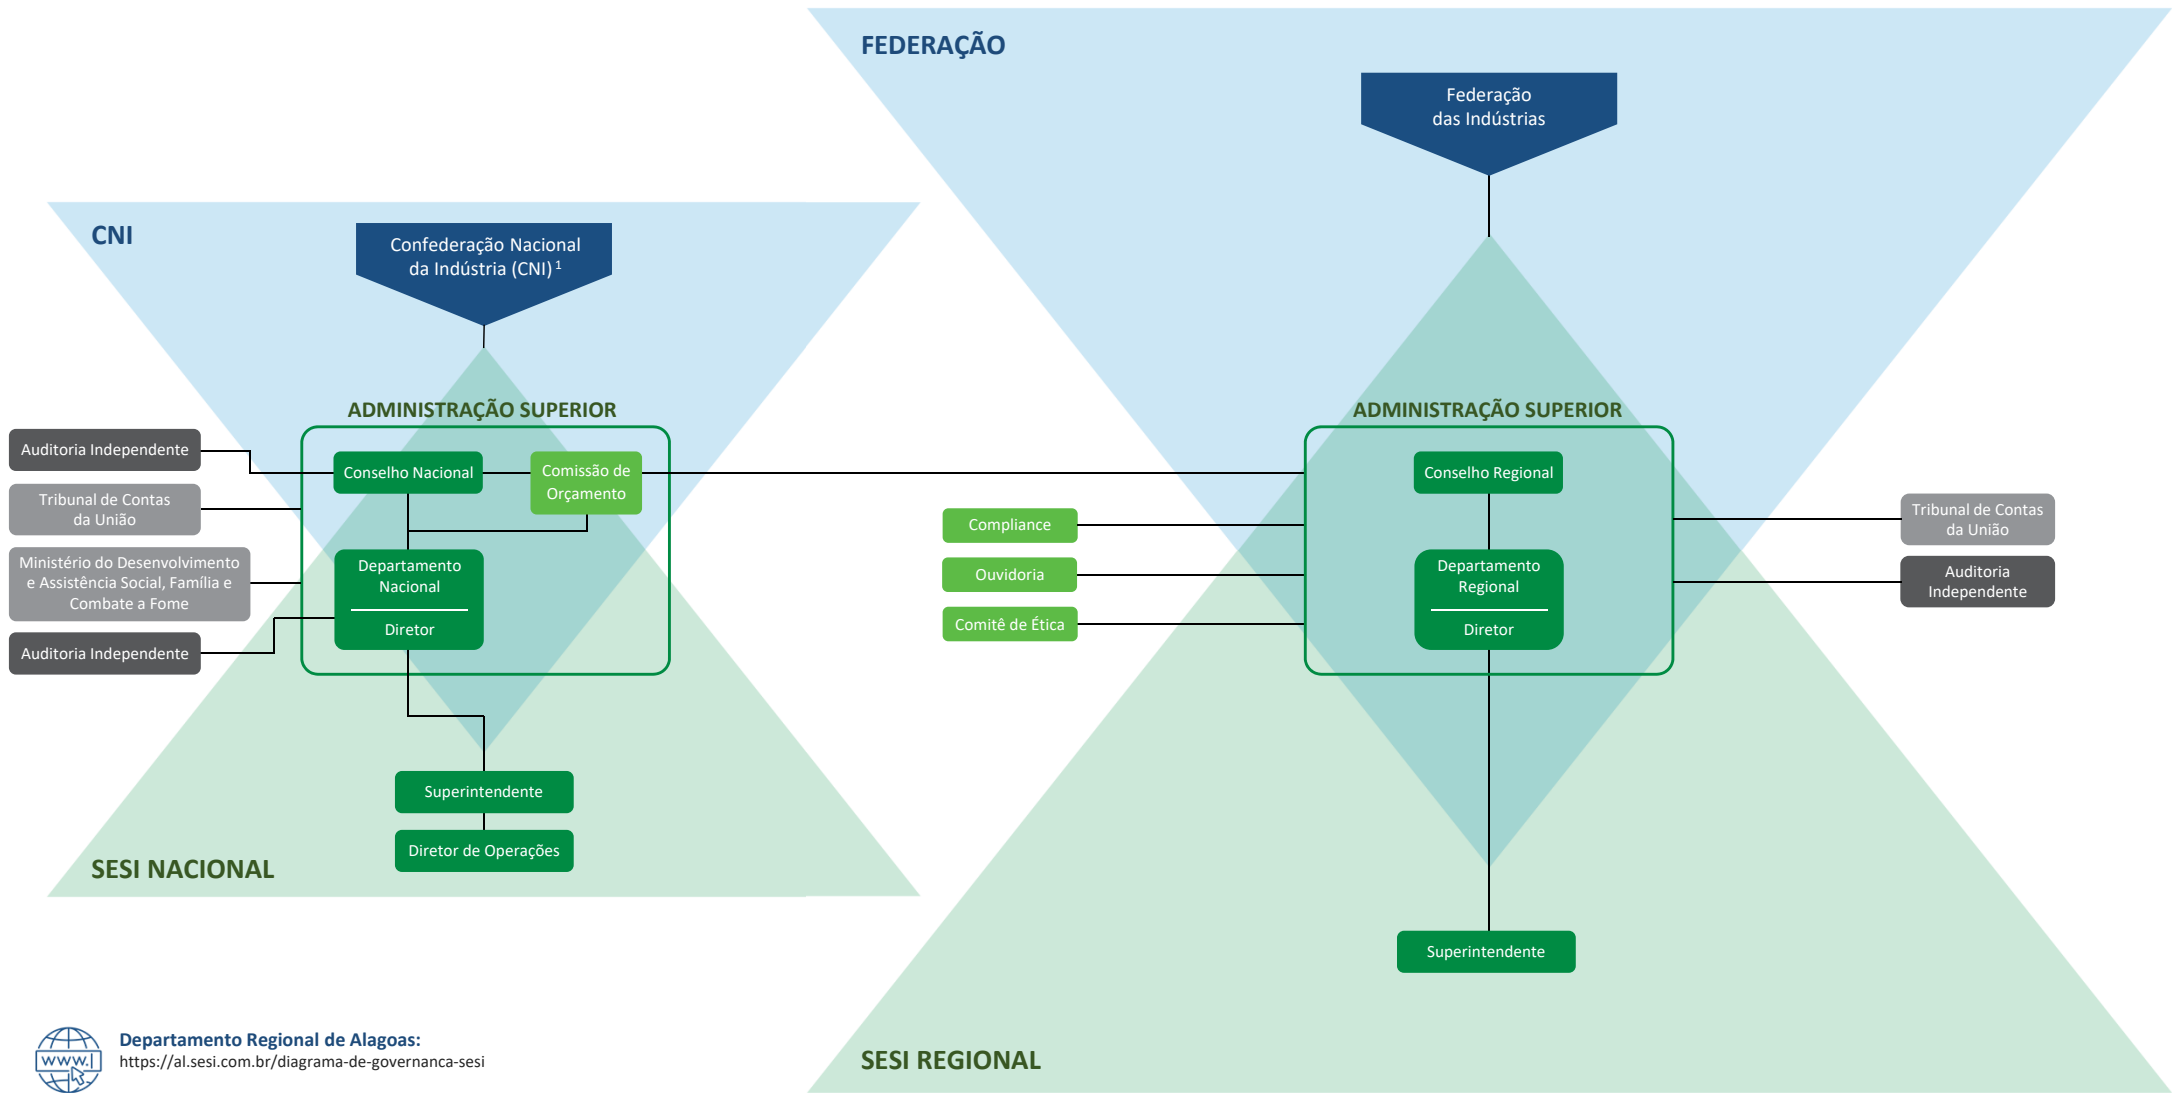 FEDERAÇÃO
Federação
das Indústrias
CNI
Confederação Nacional
da Indústria (CNI) 1
ADMINISTRAÇÃO SUPERIOR
Auditoria Independente
Tribunal de Contas
da União
Ministério do Desenvolvimento
e Assistência Social, Família e
Combate a Fome
Auditoria Independente
Conselho Nacional
Comissão de
Orçamento
Departamento
Nacional
Diretor
Superintendente
Diretor de Operações
SESI NACIONAL
ADMINISTRAÇÃO SUPERIOR
Compliance
Ouvidoria
Comitê de Ética
Conselho Regional
Departamento
Regional
Diretor
Tribunal de Contas
da União
Auditoria
Independente
Superintendente
SESI REGIONAL
www.
Departamento Regional de Alagoas:
https://al.sesi.com.br/diagrama-de-governanca-sesi